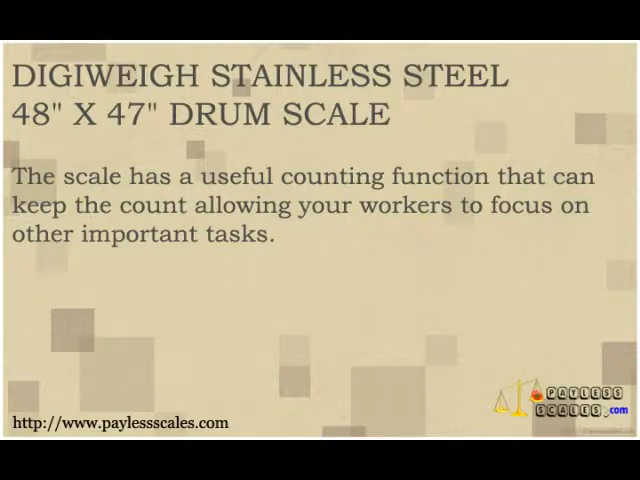 DIGIWEIGH STAINLESS STEEL
48" X 47" DRUM SCALE
The scale has a useful counting function that can
keep the count allowing your workers to focus on
other important tasks.
PAYLESS
SCALES.com
http://www.paylessscales.com